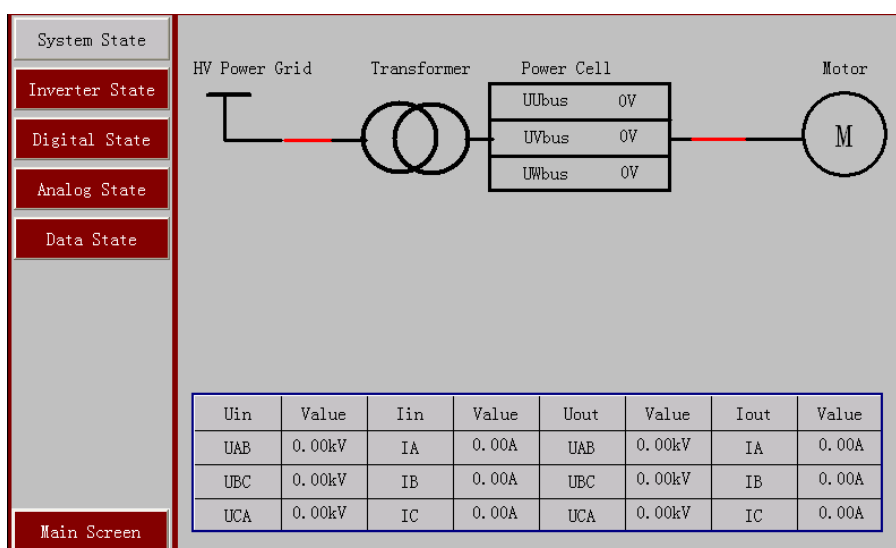 System State
Inverter State
Digital State
Analog State
Data State
Main Screen
HV Power Grid
Transformer
Power Cell
Motor
UUbus 0V
UVbus 0V
UWbus 0V
M
Uin Value Iin Value Uout Value Iout Value
UAB 0.00kV IA 0.00A UAB 0.00kV IA 0.00A
UBC 0.00kV IB 0.00A UBC 0.00kV IB 0.00A
UCA 0.00kV IC 0.00A UCA 0.00kV IC 0.00A